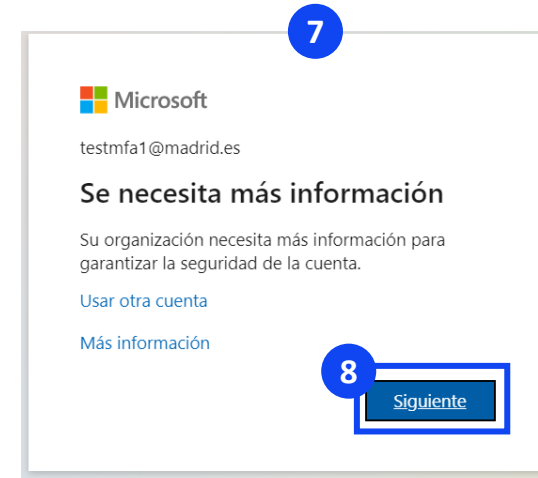 7
Microsoft
testmfa1@madrid.es
Se necesita más información
Su organización necesita más información para
garantizar la seguridad de la cuenta.
Usar otra cuenta
Más información
8
Siguiente